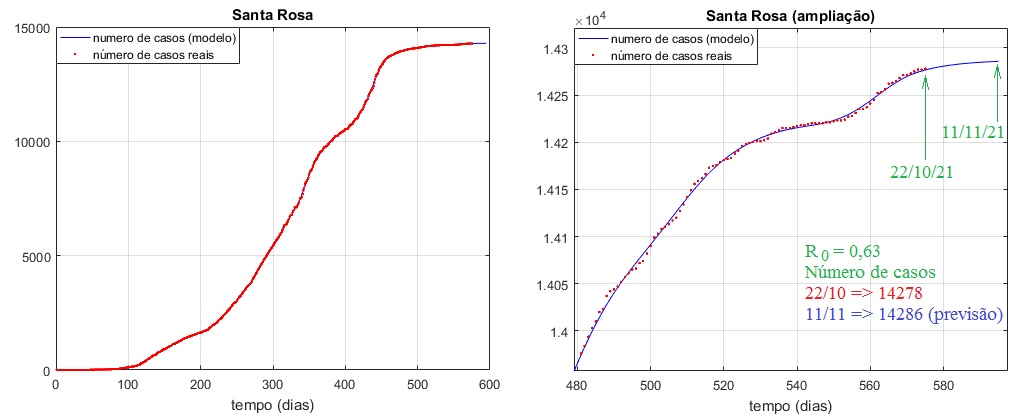 Santa Rosa
numero de casos (modelo)
número de casos reais
15000
10000
5000
0
0 100 200 300 400 500 600
tempo (dias)
Santa Rosa (ampliação)
×10⁴
numero de casos (modelo)
número de casos reais
1.43
1.425
1.42
1.415
1.41
1.405
1.4
11/11/21
22/10/21
R₀ = 0,63
Número de casos
22/10 => 14278
11/11 => 14286 (previsão)
480 500 520 540 560 580
tempo (dias)